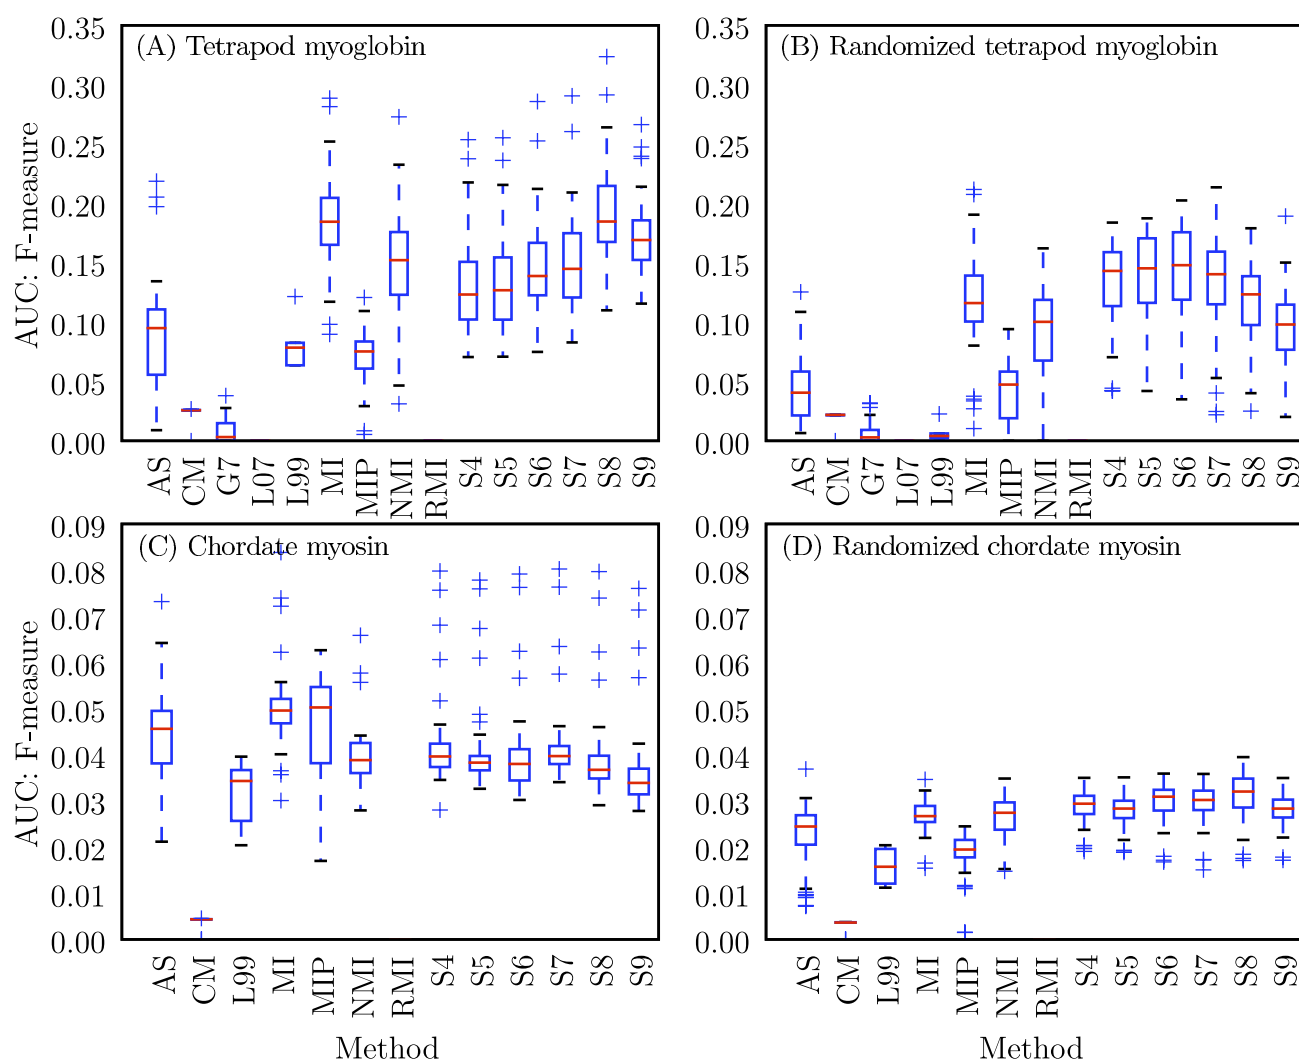 (A) Tetrapod myoglobin
AUC: F-measure
0.35
0.30
0.25
0.20
0.15
0.10
0.05
0.00
AS
CM
G7
L07
L99
MI
MIP
NMI
RMI
S4
S5
S6
S7
S8
S9
(B) Randomized tetrapod myoglobin
0.35
0.30
0.25
0.20
0.15
0.10
0.05
0.00
AS
CM
G7
L07
L99
MI
MIP
NMI
RMI
S4
S5
S6
S7
S8
S9
(C) Chordate myosin
AUC: F-measure
0.09
0.08
0.07
0.06
0.05
0.04
0.03
0.02
0.01
0.00
AS
CM
L99
MI
MIP
NMI
RMI
S4
S5
S6
S7
S8
S9
Method
(D) Randomized chordate myosin
0.09
0.08
0.07
0.06
0.05
0.04
0.03
0.02
0.01
0.00
AS
CM
L99
MI
MIP
NMI
RMI
S4
S5
S6
S7
S8
S9
Method